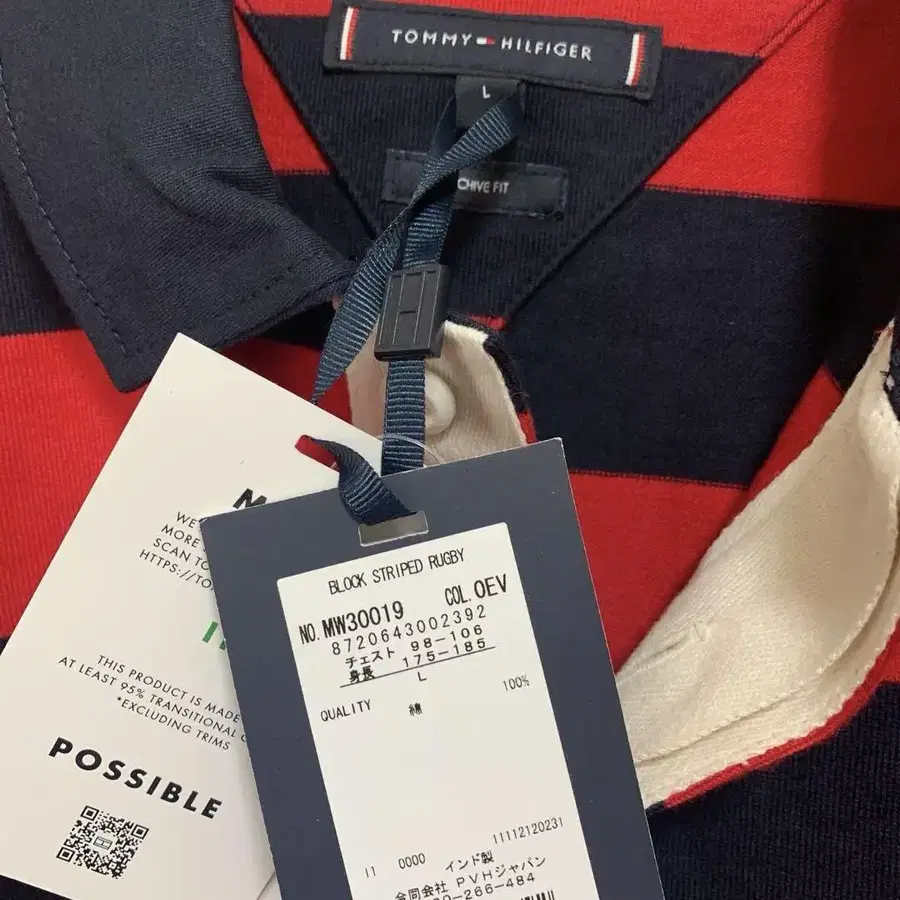 TOMMY HILFIGER
L
CHIVE FIT
BLOCK STRIPED RUGBY
NO. MW30019 COL. 0EV
8720643002392
チェスト 98-106
身長 175-185
L
QUALITY 綿 100%
11112120231
11 0000 インド製
合同会社 PVHジャパン
-266-484
WE
MORE
SCAN TO
HTTPS://TO
THIS PRODUCT IS MADE
AT LEAST 95% TRANSITIONAL
*EXCLUDING TRIMS
POSSIBLE